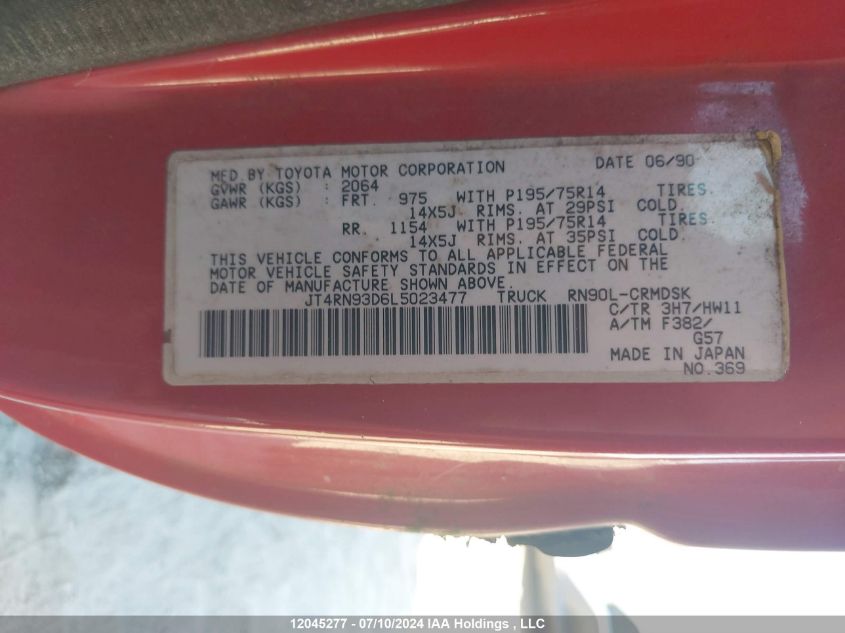 MFD.BY TOYOTA MOTOR CORPORATION DATE 06/90
GVWR (KGS) : 2064
GAWR (KGS) : FRT. 975 WITH P195/75R14 TIRES.
14X5J RIMS. AT 29PSI COLD.
RR. 1154 WITH P195/75R14 TIRES.
14X5J RIMS. AT 35PSI COLD.
THIS VEHICLE CONFORMS TO ALL APPLICABLE FEDERAL
MOTOR VEHICLE SAFETY STANDARDS IN EFFECT ON THE
DATE OF MANUFACTURE SHOWN ABOVE.
JT4RN93D6L5023477 TRUCK RN90L-CRMDSK
C/TR 3H7/HW11
A/TM F382/
G57
MADE IN JAPAN
NO.369
12045277 - 07/10/2024 IAA Holdings , LLC